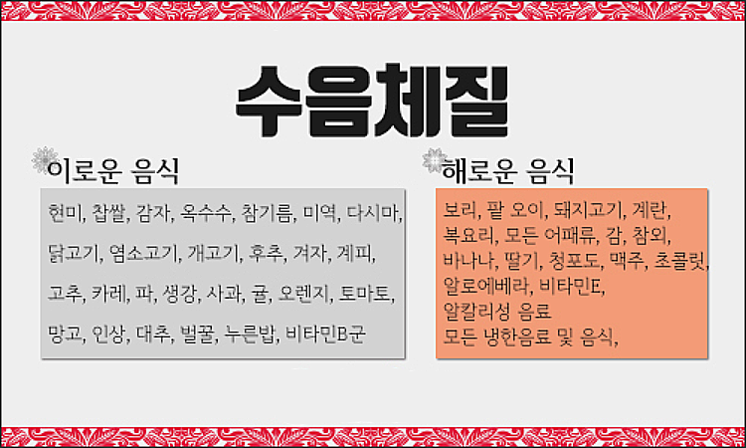 수음체질
이로운 음식
현미, 찹쌀, 감자, 옥수수, 참기름, 미역, 다시마,
닭고기, 염소고기, 개고기, 후추, 겨자, 계피,
고추, 카레, 파, 생강, 사과, 귤, 오렌지, 토마토,
망고, 인상, 대추, 벌꿀, 누른밥, 비타민B군
해로운 음식
보리, 팥 오이, 돼지고기, 계란,
복요리, 모든 어패류, 감, 참외,
바나나, 딸기, 청포도, 맥주, 초콜릿,
알로에베라, 비타민E,
알칼리성 음료
모든 냉한음료 및 음식,